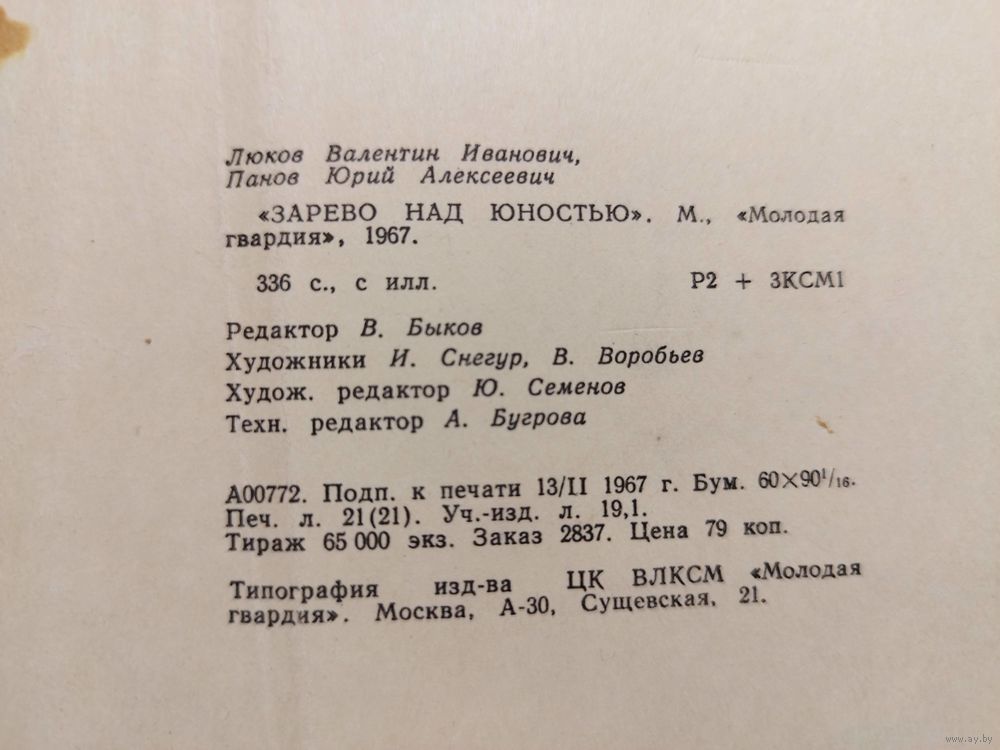 Люков Валентин Иванович,
Панов Юрий Алексеевич
«ЗАРЕВО НАД ЮНОСТЬЮ». М., «Молодая
гвардия», 1967.
336 с., с илл. Р2 + 3КСМ1
Редактор В. Быков
Художники И. Снегур, В. Воробьев
Худож. редактор Ю. Семенов
Техн. редактор А. Бугрова
А00772. Подп. к печати 13/II 1967 г. Бум. 60×90¹/₁₆.
Печ. л. 21(21). Уч.-изд. л. 19,1.
Тираж 65 000 экз. Заказ 2837. Цена 79 коп.
Типография изд-ва ЦК ВЛКСМ «Молодая
гвардия». Москва, А-30, Сущевская, 21.
www.ay.by